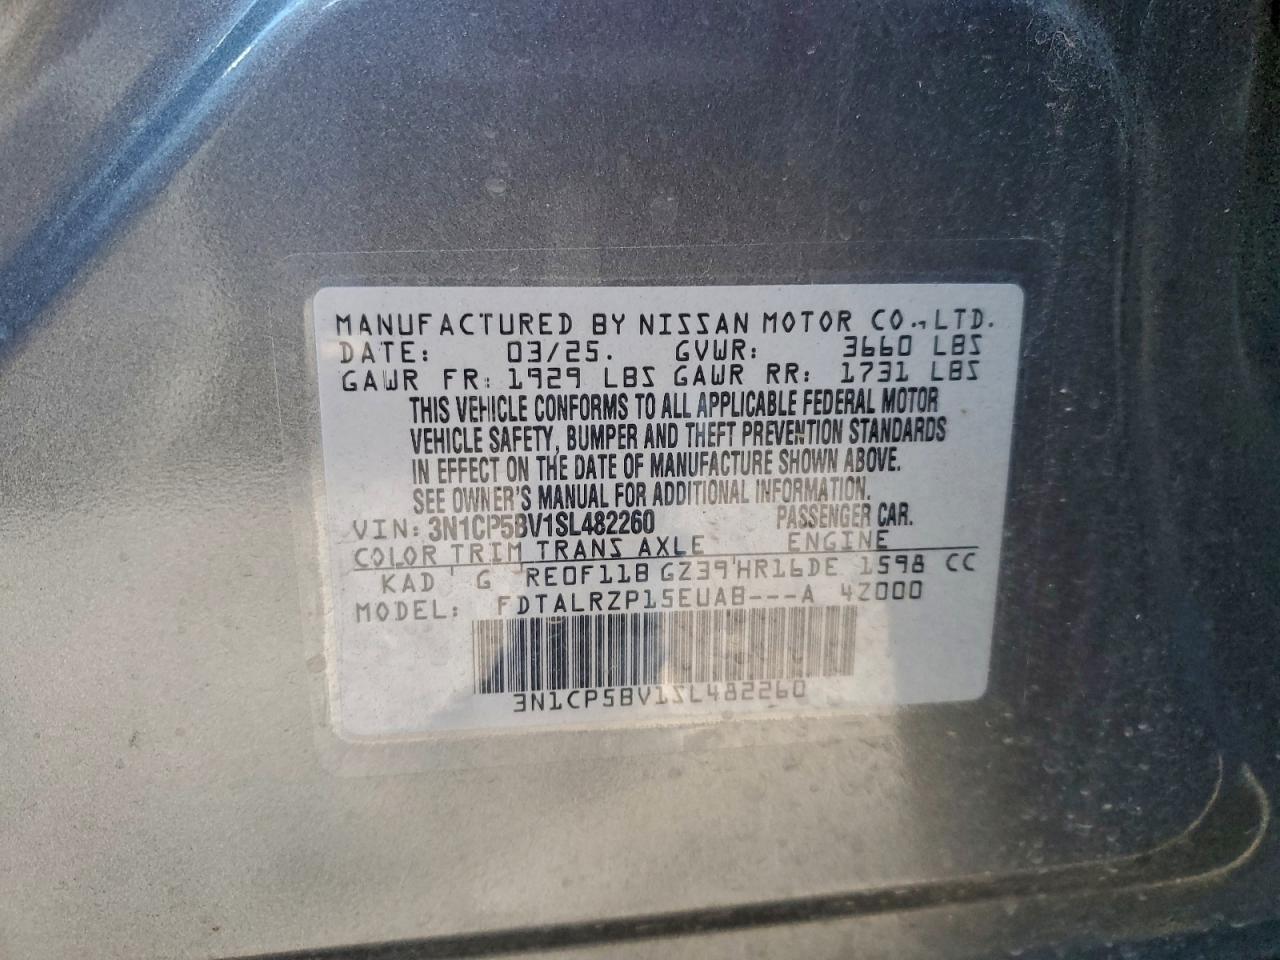 MANUFACTURED BY NISSAN MOTOR CO., LTD.
DATE: 03/25. GVWR: 3660 LBS
GAWR FR: 1929 LBS GAWR RR: 1731 LBS
THIS VEHICLE CONFORMS TO ALL APPLICABLE FEDERAL MOTOR
VEHICLE SAFETY, BUMPER AND THEFT PREVENTION STANDARDS
IN EFFECT ON THE DATE OF MANUFACTURE SHOWN ABOVE.
SEE OWNER'S MANUAL FOR ADDITIONAL INFORMATION.
VIN: 3N1CP5BV1SL482260 PASSENGER CAR.
COLOR TRIM TRANS AXLE ENGINE
KAD G RE0F11B GZ39 HR16DE 1598 CC
MODEL: FDTALRZP15EUAB---A 4Z000
3N1CP5BV1SL482260